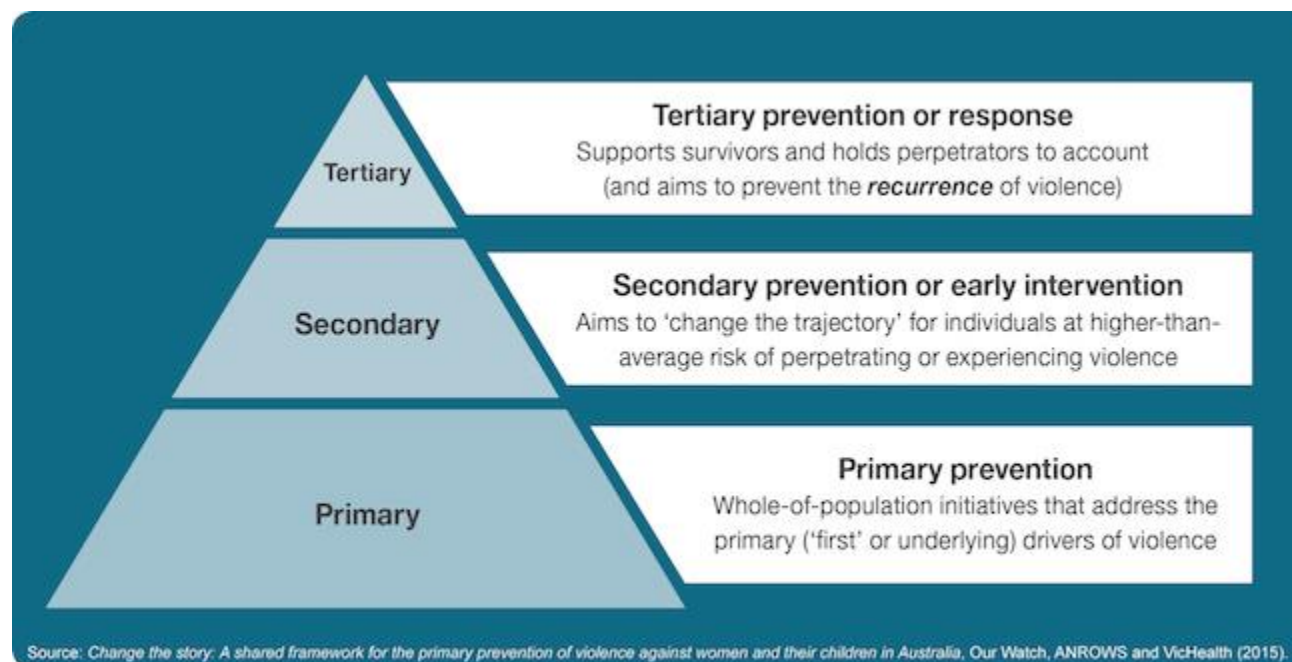 Tertiary
Tertiary prevention or response
Supports survivors and holds perpetrators to account
(and aims to prevent the recurrence of violence)
Secondary
Secondary prevention or early intervention
Aims to ‘change the trajectory’ for individuals at higher-than-
average risk of perpetrating or experiencing violence
Primary
Primary prevention
Whole-of-population initiatives that address the
primary (‘first’ or underlying) drivers of violence
Source: Change the story: A shared framework for the primary prevention of violence against women and their children in Australia, Our Watch, ANROWS and VicHealth (2015).